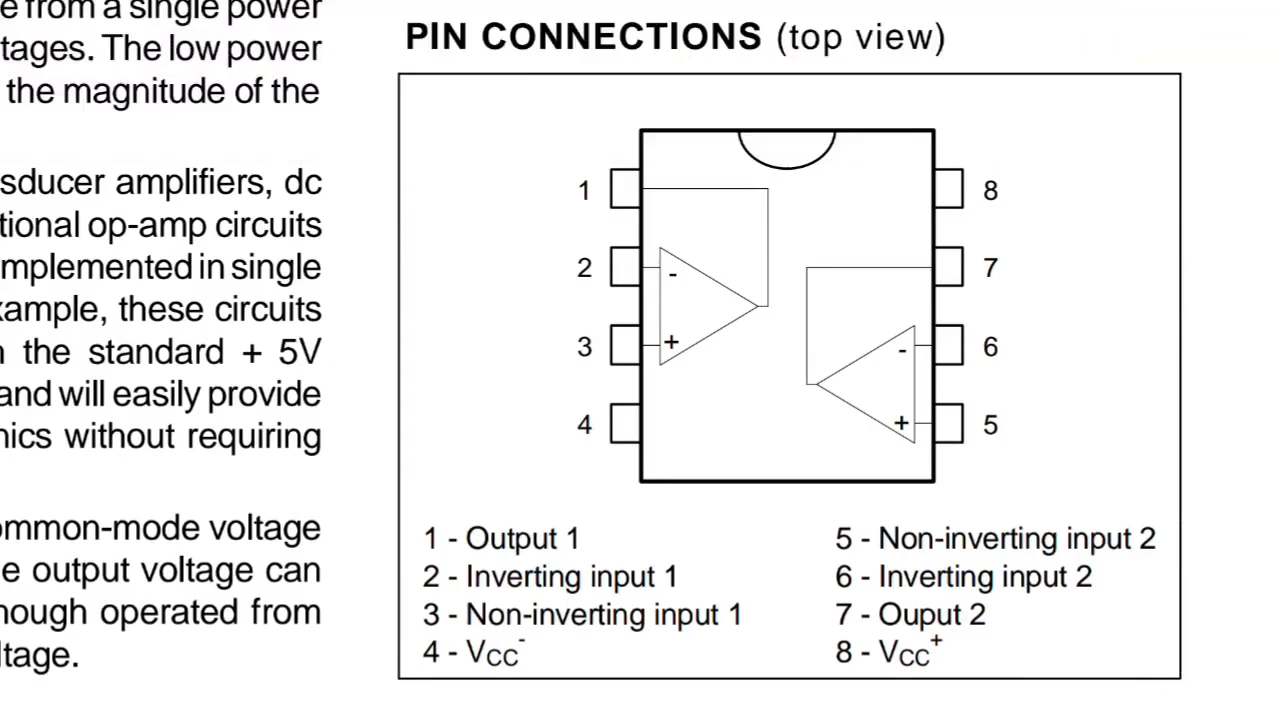 e from a single power
tages. The low power
the magnitude of the
sducer amplifiers, dc
tional op-amp circuits
mplemented in single
xample, these circuits
the standard + 5V
and will easily provide
nics without requiring
ommon-mode voltage
e output voltage can
hough operated from
ltage.
PIN CONNECTIONS (top view)
1
8
2
-
7
3
+
-
6
4
+
5
1 - Output 1
2 - Inverting input 1
3 - Non-inverting input 1
4 - VCC-
5 - Non-inverting input 2
6 - Inverting input 2
7 - Ouput 2
8 - VCC+